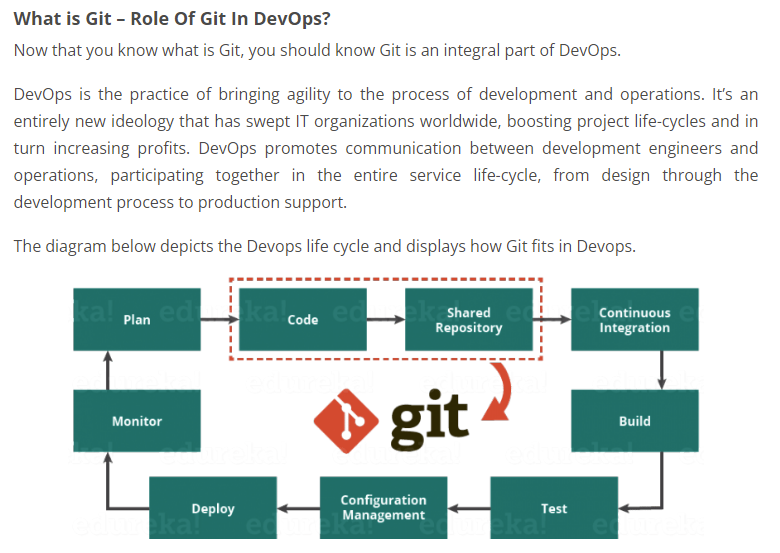 What is Git – Role Of Git In DevOps?
Now that you know what is Git, you should know Git is an integral part of DevOps.
DevOps is the practice of bringing agility to the process of development and operations. It’s an
entirely new ideology that has swept IT organizations worldwide, boosting project life-cycles and in
turn increasing profits. DevOps promotes communication between development engineers and
operations, participating together in the entire service life-cycle, from design through the
development process to production support.
The diagram below depicts the Devops life cycle and displays how Git fits in Devops.
Plan
Code
Shared
Repository
Continuous
Integration
Monitor
git
Build
Deploy
Configuration
Management
Test